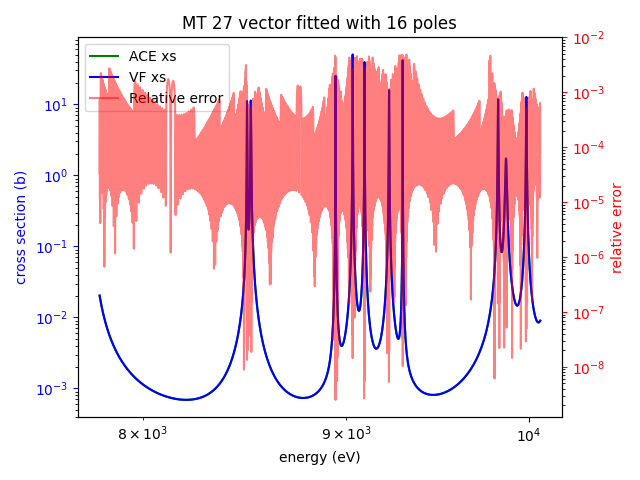 MT 27 vector fitted with 16 poles
ACE xs
VF xs
Relative error
cross section (b)
10¹
10⁰
10⁻¹
10⁻²
10⁻³
relative error
10⁻²
10⁻³
10⁻⁴
10⁻⁵
10⁻⁶
10⁻⁷
10⁻⁸
8 × 10³
9 × 10³
10⁴
energy (eV)